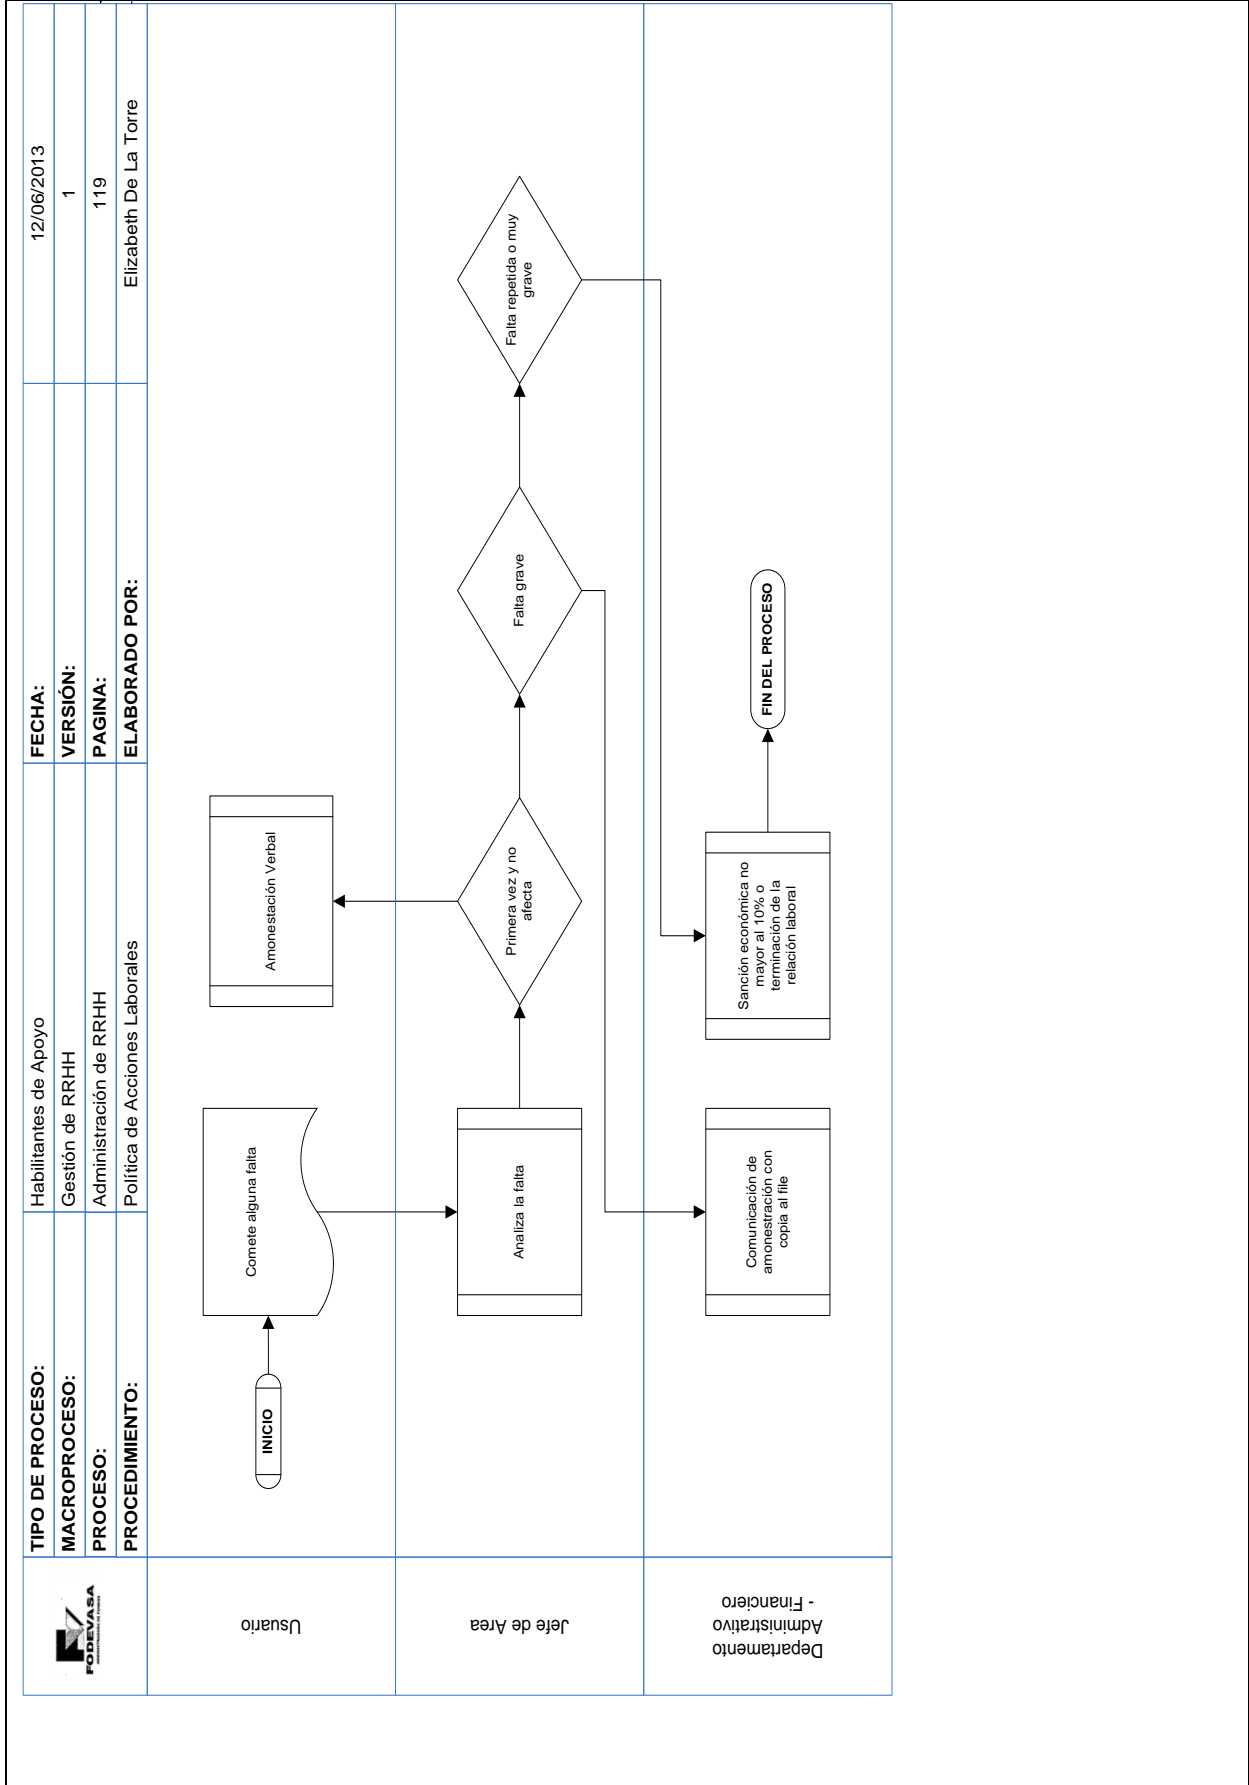 FODEVASA
TIPO DE PROCESO: Habilitantes de Apoyo FECHA: 12/06/2013
MACROPROCESO: Gestión de RRHH VERSIÓN: 1
PROCESO: Administración de RRHH PAGINA: 119
PROCEDIMIENTO: Política de Acciones Laborales ELABORADO POR: Elizabeth De La Torre
Usuario
INICIO
Comete alguna falta
Amonestación Verbal
Jefe de Area
Analiza la falta
Primera vez y no
afecta
Falta grave
Falta repetida o muy
grave
Departamento
Administrativo
- Financiero
Comunicación de
amonestración con
copia al file
Sanción económica no
mayor al 10% o
terminación de la
relación laboral
FIN DEL PROCESO